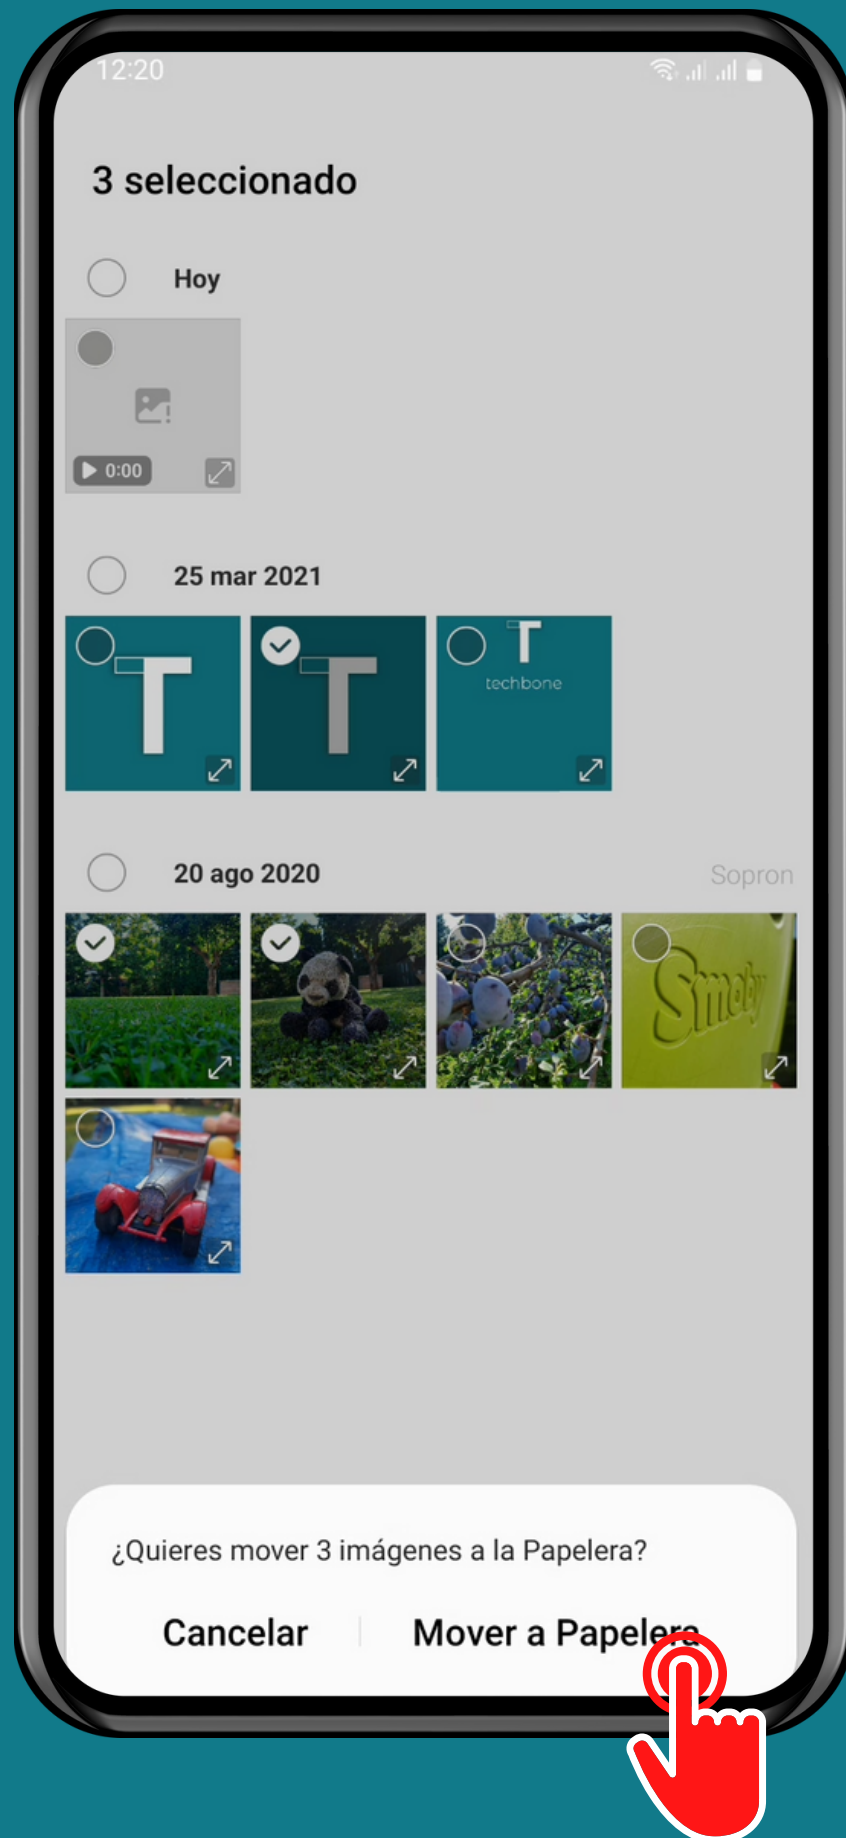 12:20
3 seleccionado
Hoy
0:00
25 mar 2021
T
T
T
techbone
20 ago 2020
Sopron
Smoby
¿Quieres mover 3 imágenes a la Papelera?
Cancelar
Mover a Papelera